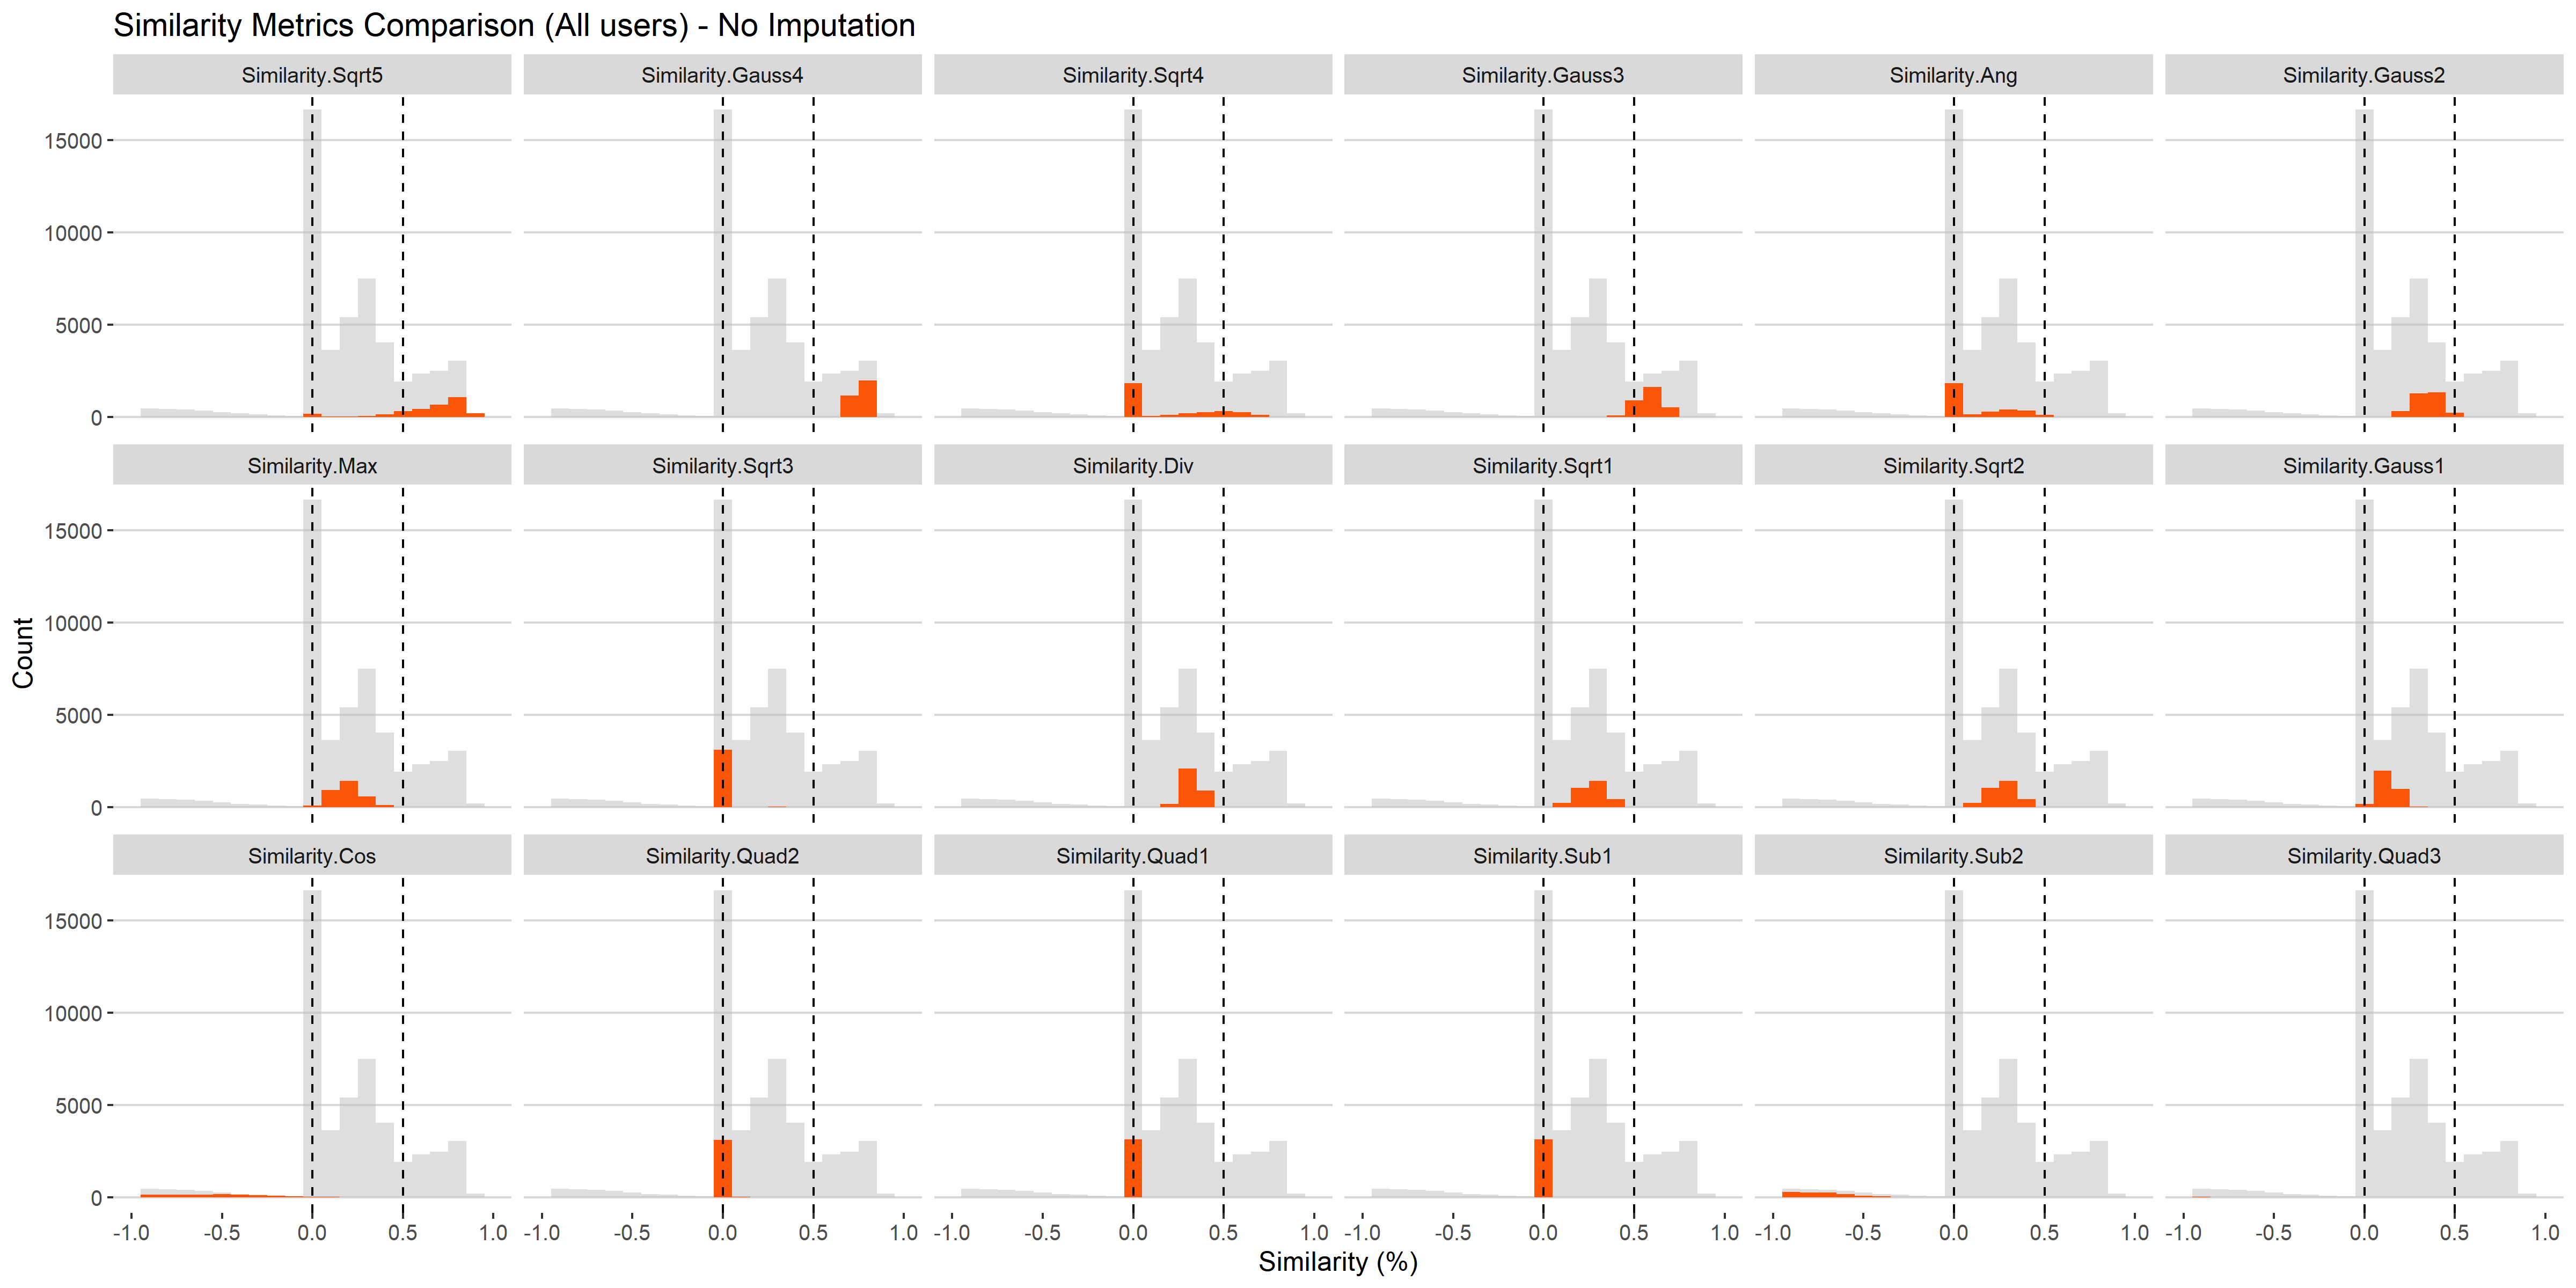 Similarity Metrics Comparison (All users) - No Imputation
Similarity.Sqrt5 Similarity.Gauss4 Similarity.Sqrt4 Similarity.Gauss3 Similarity.Ang Similarity.Gauss2
15000
10000
5000
0
Similarity.Max Similarity.Sqrt3 Similarity.Div Similarity.Sqrt1 Similarity.Sqrt2 Similarity.Gauss1
15000
10000
5000
0
Count
Similarity.Cos Similarity.Quad2 Similarity.Quad1 Similarity.Sub1 Similarity.Sub2 Similarity.Quad3
15000
10000
5000
0
-1.0 -0.5 0.0 0.5 1.0 -1.0 -0.5 0.0 0.5 1.0 -1.0 -0.5 0.0 0.5 1.0 -1.0 -0.5 0.0 0.5 1.0 -1.0 -0.5 0.0 0.5 1.0 -1.0 -0.5 0.0 0.5 1.0
Similarity (%)